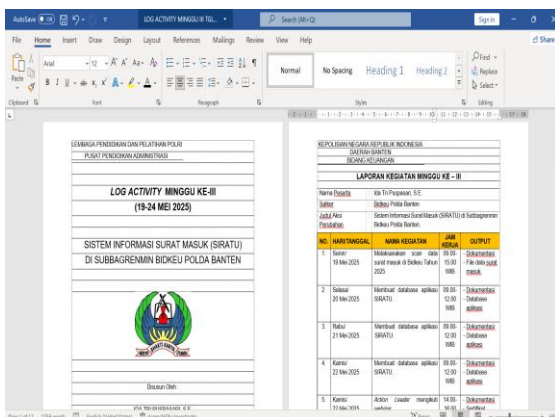 AutoSave
LOG ACTIVITY MINGGU III TGL...
Search (Alt+Q)
Sign in
File Home Insert Draw Design Layout References Mailings Review View Help
Share
Paste
Arial
12
Normal
No Spacing
Heading 1
Heading 2
Find
Replace
Select
Clipboard
Font
Paragraph
Styles
Editing
LEMBAGA PENDIDIKAN DAN PELATIHAN POLRI
PUSAT PENDIDIKAN ADMINISTRASI
LOG ACTIVITY MINGGU KE-III
(19-24 MEI 2025)
SISTEM INFORMASI SURAT MASUK (SIRATU)
DI SUBBAGRENMIN BIDKEU POLDA BANTEN
Disusun Oleh:
KEPOLISIAN NEGARA REPUBLIK INDONESIA
DAERAH BANTEN
BIDANG KEUANGAN
LAPORAN KEGIATAN MINGGU KE – III
Nama Peserta Ida Tri Puspasari, S.E.
Satker Bidkeu Polda Banten
Judul Aksi Sistem Informasi Surat Masuk (SIRATU) di Subbagrenmin
Perubahan Bidkeu Polda Banten
NO. HARI/TANGGAL NAMA KEGIATAN JAM KERJA OUTPUT
1. Senin/ Melaksanakan scan data 09.00- - Dokumentasi
19 Mei 2025 surat masuk di Bidkeu Tahun 15.00 - File data surat
2025. WIB masuk.
2. Selasa/ Membuat database aplikasi 09.00- - Dokumentasi
20 Mei 2025 SIRATU. 12.00 - Database
WIB aplikasi
3. Rabu/ Membuat database aplikasi 09.00- - Dokumentasi
21 Mei 2025 SIRATU. 12.00 - Database
WIB aplikasi
4. Kamis/ Membuat database aplikasi 09.00- - Dokumentasi
22 Mei 2025 SIRATU. 12.00 - Database
WIB aplikasi
5. Kamis/ Action Leader mengikuti 14.00- - Dokumentasi
22 Mei 2025